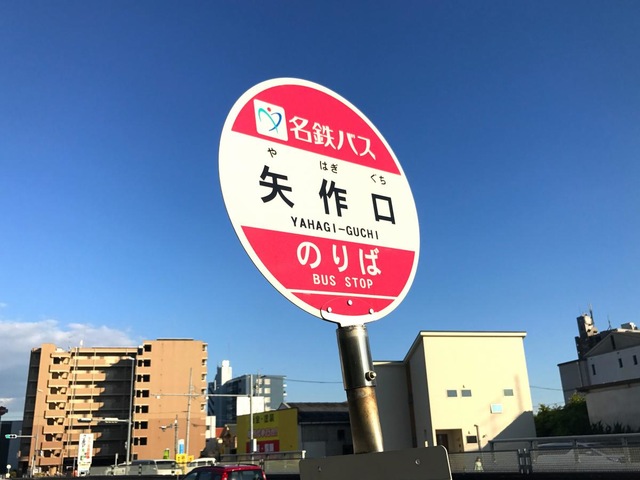 名鉄バス
や はぎ ぐち
矢作口
YAHAGI-GUCHI
のりば
BUS STOP